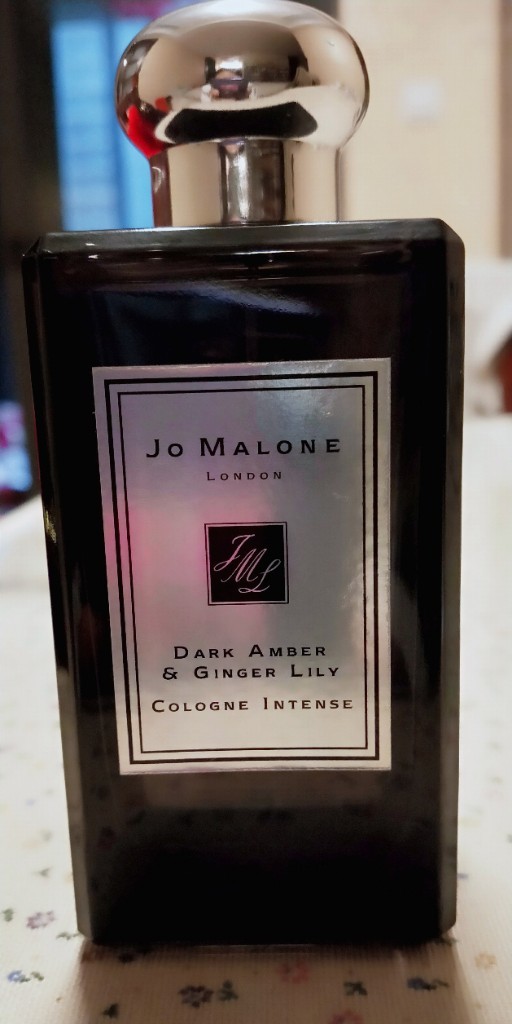 Jo Malone
London
JML
Dark Amber
& Ginger Lily
Cologne Intense